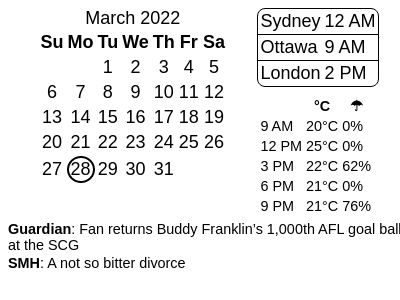 March 2022
Su Mo Tu We Th Fr Sa
1 2 3 4 5
6 7 8 9 10 11 12
13 14 15 16 17 18 19
20 21 22 23 24 25 26
27 28 29 30 31
Sydney 12 AM
Ottawa 9 AM
London 2 PM
°C ☂
9 AM 20°C 0%
12 PM 25°C 0%
3 PM 22°C 62%
6 PM 21°C 0%
9 PM 21°C 76%
Guardian: Fan returns Buddy Franklin’s 1,000th AFL goal ball
at the SCG
SMH: A not so bitter divorce